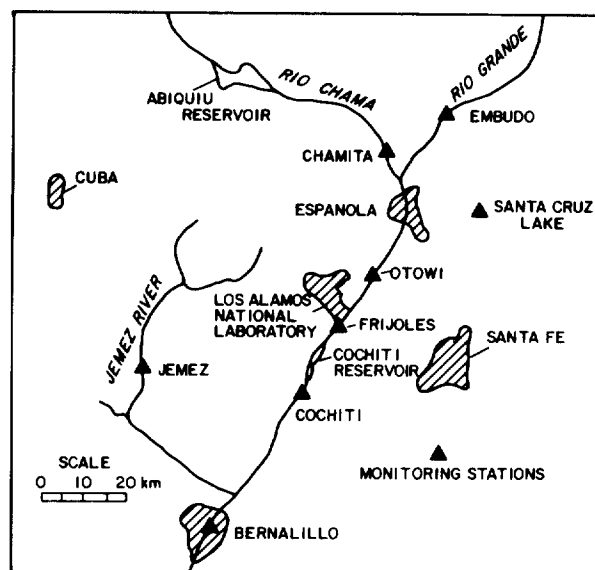 RIO CHAMA
RIO GRANDE
ABIQUIU
RESERVOIR
EMBUDO
CHAMITA
CUBA
ESPANOLA
SANTA CRUZ
LAKE
OTOWI
LOS ALAMOS
NATIONAL
LABORATORY
FRIJOLES
SANTA FE
JEMEZ RIVER
COCHITI
RESERVOIR
JEMEZ
COCHITI
SCALE
0 10 20 km
MONITORING STATIONS
BERNALILLO